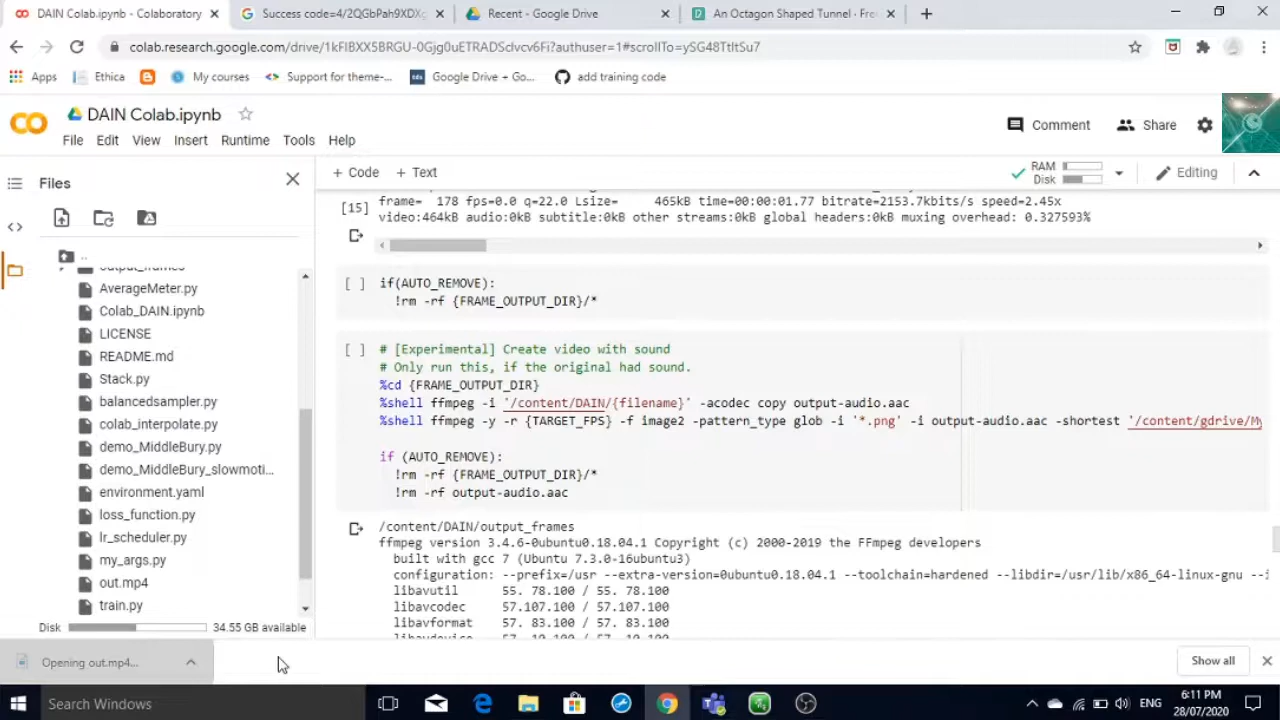 DAIN Colab.ipynb - Colaboratory
Success code=4/2QGbPah9XDXg
Recent - Google Drive
An Octagon Shaped Tunnel - Fre
colab.research.google.com/drive/1kFlBXX5BRGU-0Gjg0uETRADSclvcv6Fi?authuser=1#scrollTo=ySG48TtItSu7
Apps
Ethica
My courses
Support for theme-...
Google Drive + Go...
add training code
DAIN Colab.ipynb
Comment
Share
File Edit View Insert Runtime Tools Help
Files
+ Code + Text
RAM
Disk
Editing
..
output_frames
AverageMeter.py
Colab_DAIN.ipynb
LICENSE
README.md
Stack.py
balancedsampler.py
colab_interpolate.py
demo_MiddleBury.py
demo_MiddleBury_slowmoti...
environment.yaml
loss_function.py
lr_scheduler.py
my_args.py
out.mp4
train.py
Disk 34.55 GB available
[15] frame= 178 fps=0.0 q=22.0 Lsize= 465kB time=00:00:01.77 bitrate=2153.7kbits/s speed=2.45x
video:464kB audio:0kB subtitle:0kB other streams:0kB global headers:0kB muxing overhead: 0.327593%
[ ] if(AUTO_REMOVE):
!rm -rf {FRAME_OUTPUT_DIR}/*
[ ] # [Experimental] Create video with sound
# Only run this, if the original had sound.
%cd {FRAME_OUTPUT_DIR}
%shell ffmpeg -i '/content/DAIN/{filename}' -acodec copy output-audio.aac
%shell ffmpeg -y -r {TARGET_FPS} -f image2 -pattern_type glob -i '*.png' -i output-audio.aac -shortest '/content/gdrive/My
if (AUTO_REMOVE):
!rm -rf {FRAME_OUTPUT_DIR}/*
!rm -rf output-audio.aac
/content/DAIN/output_frames
ffmpeg version 3.4.6-0ubuntu0.18.04.1 Copyright (c) 2000-2019 the FFmpeg developers
built with gcc 7 (Ubuntu 7.3.0-16ubuntu3)
configuration: --prefix=/usr --extra-version=0ubuntu0.18.04.1 --toolchain=hardened --libdir=/usr/lib/x86_64-linux-gnu --i
libavutil 55. 78.100 / 55. 78.100
libavcodec 57.107.100 / 57.107.100
libavformat 57. 83.100 / 57. 83.100
libavdevice 57. 10.100 / 57. 10.100
Opening out.mp4...
Show all
Search Windows
ENG
6:11 PM
28/07/2020